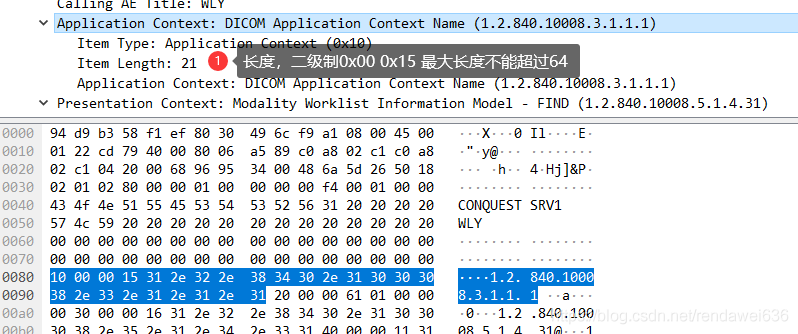 Calling AE Title: WLY
Application Context: DICOM Application Context Name (1.2.840.10008.3.1.1.1)
Item Type: Application Context (0x10)
Item Length: 21
1 长度，二级制0x00 0x15 最大长度不能超过64
Application Context: DICOM Application Context Name (1.2.840.10008.3.1.1.1)
Presentation Context: Modality Worklist Information Model - FIND (1.2.840.10008.5.1.4.31)
0000 94 d9 b3 58 f1 ef 80 30 49 6c f9 a1 08 00 45 00 ···X···0 Il····E·
0010 01 22 cd 79 40 00 80 06 a5 89 c0 a8 02 c1 c0 a8 ·"·y@··· ········
0020 02 c1 04 20 00 68 96 95 34 00 48 6a 5d 26 50 18 ··· ·h·· 4·Hj]&P·
0030 02 01 02 80 00 00 01 00 00 00 00 f4 00 01 00 00 ········ ········
0040 43 4f 4e 51 55 45 53 54 53 52 56 31 20 20 20 20 CONQUEST SRV1
0050 57 4c 59 20 20 20 20 20 20 20 20 20 20 20 20 20 WLY
0060 00 00 00 00 00 00 00 00 00 00 00 00 00 00 00 00 ········ ········
0070 00 00 00 00 00 00 00 00 00 00 00 00 00 00 00 00 ········ ········
0080 10 00 00 15 31 2e 32 2e 38 34 30 2e 31 30 30 30 ····1.2. 840.1000
0090 38 2e 33 2e 31 2e 31 2e 31 20 00 00 61 01 00 00 8.3.1.1. 1 ··a···
00a0 00 30 00 00 16 31 2e 32 2e 38 34 30 2e 31 30 30 ·0···1.2 .840.100
00b0 30 38 2e 35 2e 31 2e 34 2e 33 31 40 00 00 11 31 08.5.1.4 .31@···1
https://blog.csdn.net/rendawei636